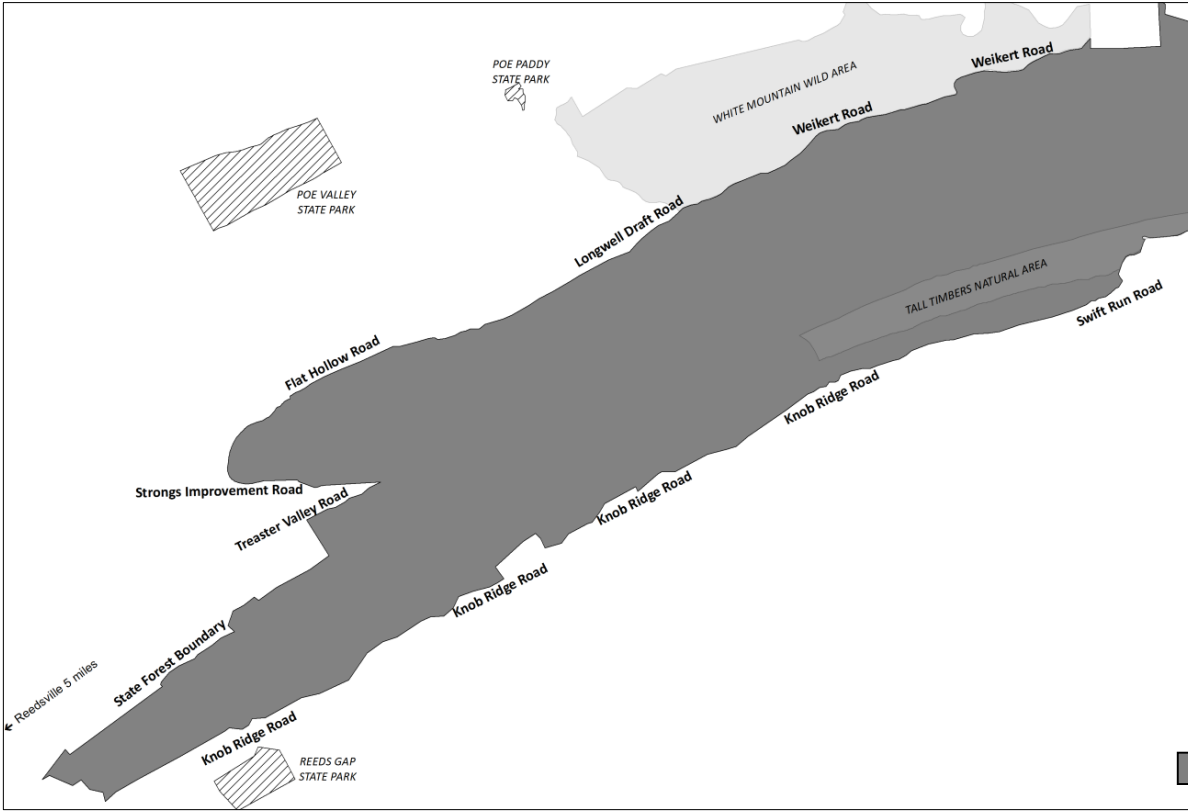 Weikert Road
POE PADDY
STATE PARK
WHITE MOUNTAIN WILD AREA
Weikert Road
POE VALLEY
STATE PARK
Longwell Draft Road
TALL TIMBERS NATURAL AREA
Swift Run Road
Flat Hollow Road
Knob Ridge Road
Strongs Improvement Road
Treaster Valley Road
Knob Ridge Road
Knob Ridge Road
State Forest Boundary
Reedsville 5 miles
Knob Ridge Road
REEDS GAP
STATE PARK